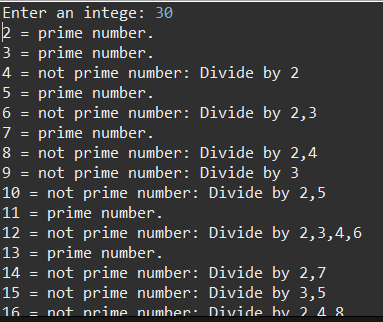 Enter an intege: 30
2 = prime number.
3 = prime number.
4 = not prime number: Divide by 2
5 = prime number.
6 = not prime number: Divide by 2,3
7 = prime number.
8 = not prime number: Divide by 2,4
9 = not prime number: Divide by 3
10 = not prime number: Divide by 2,5
11 = prime number.
12 = not prime number: Divide by 2,3,4,6
13 = prime number.
14 = not prime number: Divide by 2,7
15 = not prime number: Divide by 3,5
16 = not prime number: Divide by 2,4,8